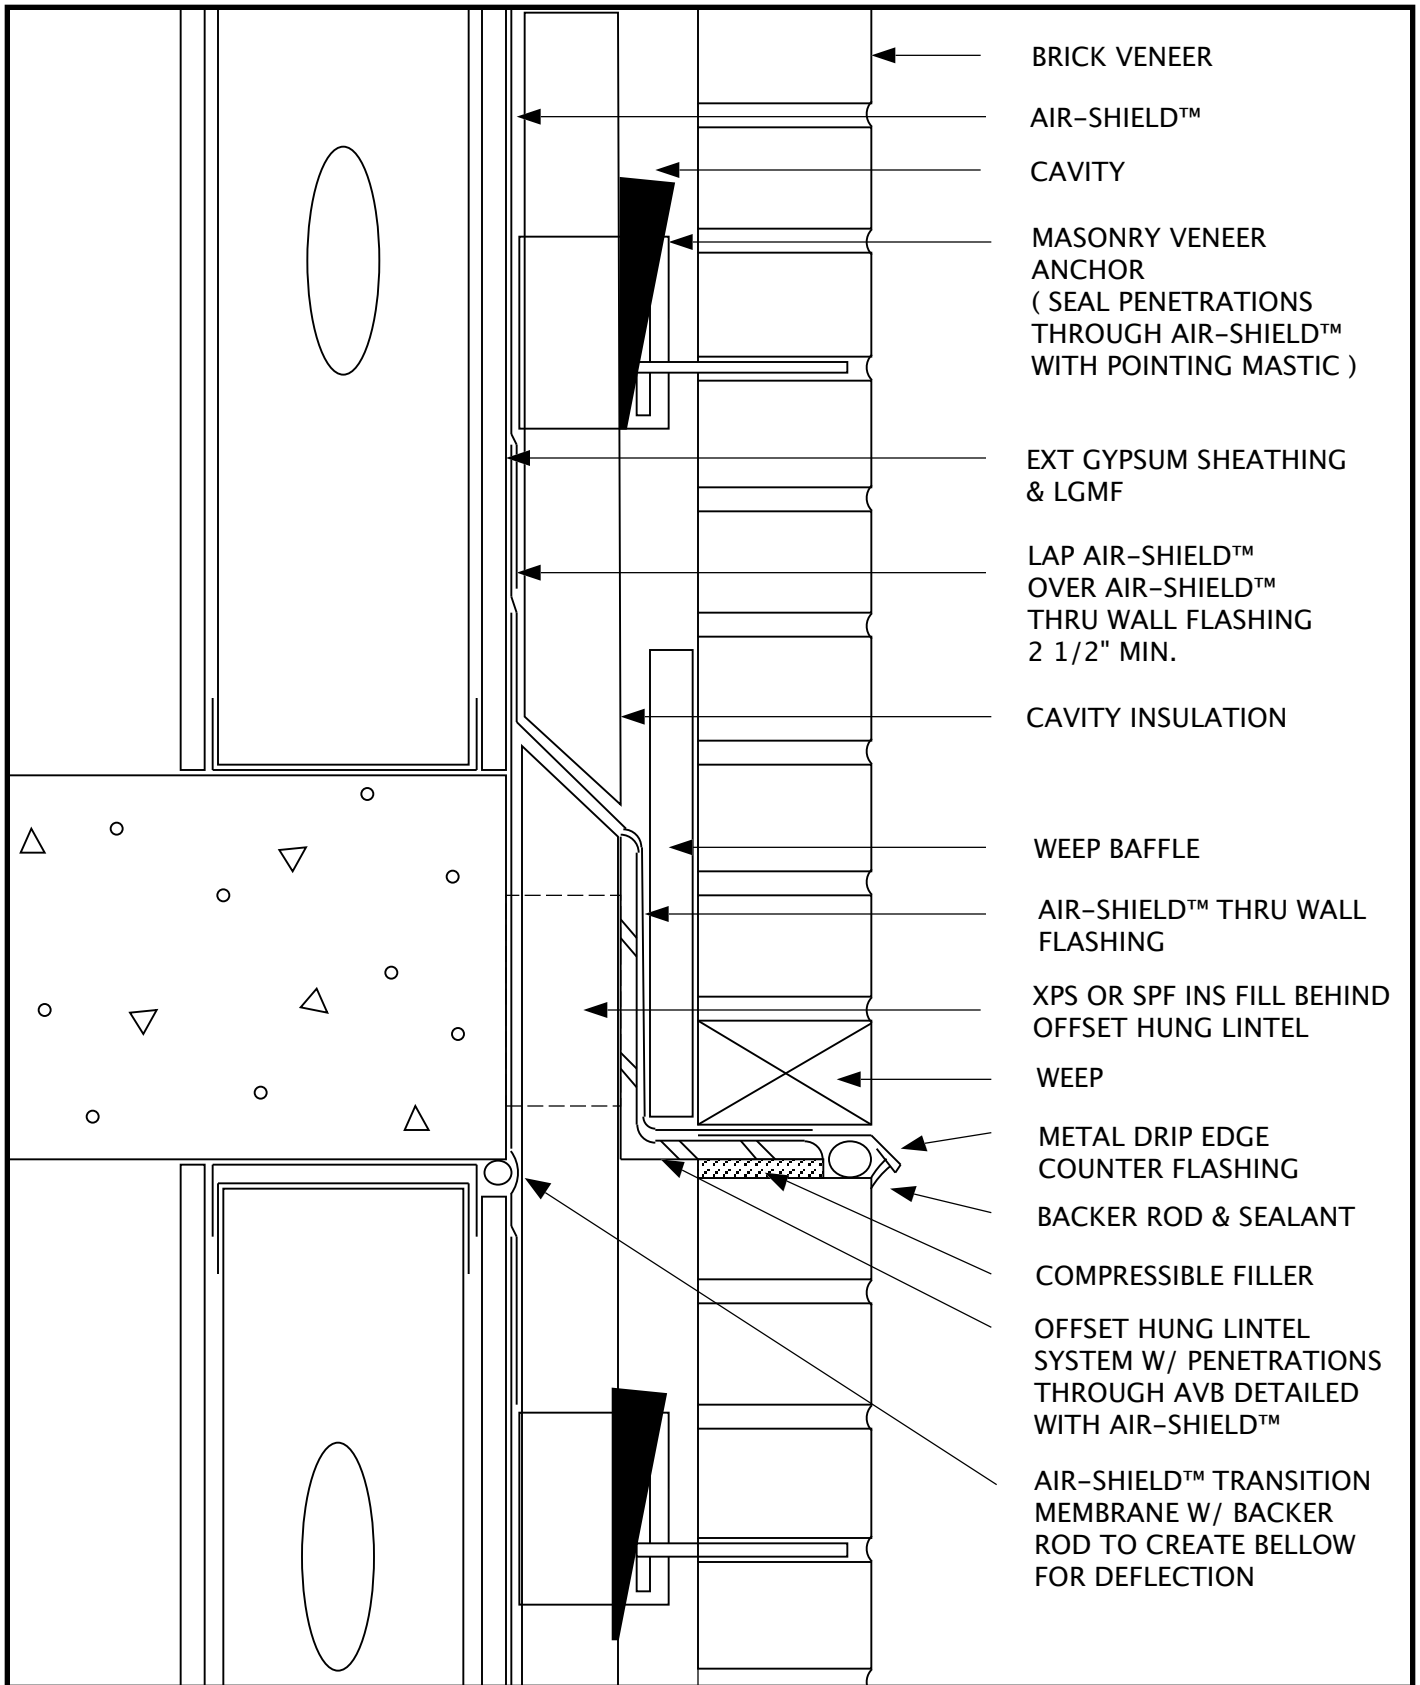 BRICK VENEER
AIR-SHIELD™
CAVITY
MASONRY VENEER
ANCHOR
( SEAL PENETRATIONS
THROUGH AIR-SHIELD™
WITH POINTING MASTIC )
EXT GYPSUM SHEATHING
& LGMF
LAP AIR-SHIELD™
OVER AIR-SHIELD™
THRU WALL FLASHING
2 1/2" MIN.
CAVITY INSULATION
WEEP BAFFLE
AIR-SHIELD™ THRU WALL
FLASHING
XPS OR SPF INS FILL BEHIND
OFFSET HUNG LINTEL
WEEP
METAL DRIP EDGE
COUNTER FLASHING
BACKER ROD & SEALANT
COMPRESSIBLE FILLER
OFFSET HUNG LINTEL
SYSTEM W/ PENETRATIONS
THROUGH AVB DETAILED
WITH AIR-SHIELD™
AIR-SHIELD™ TRANSITION
MEMBRANE W/ BACKER
ROD TO CREATE BELLOW
FOR DEFLECTION